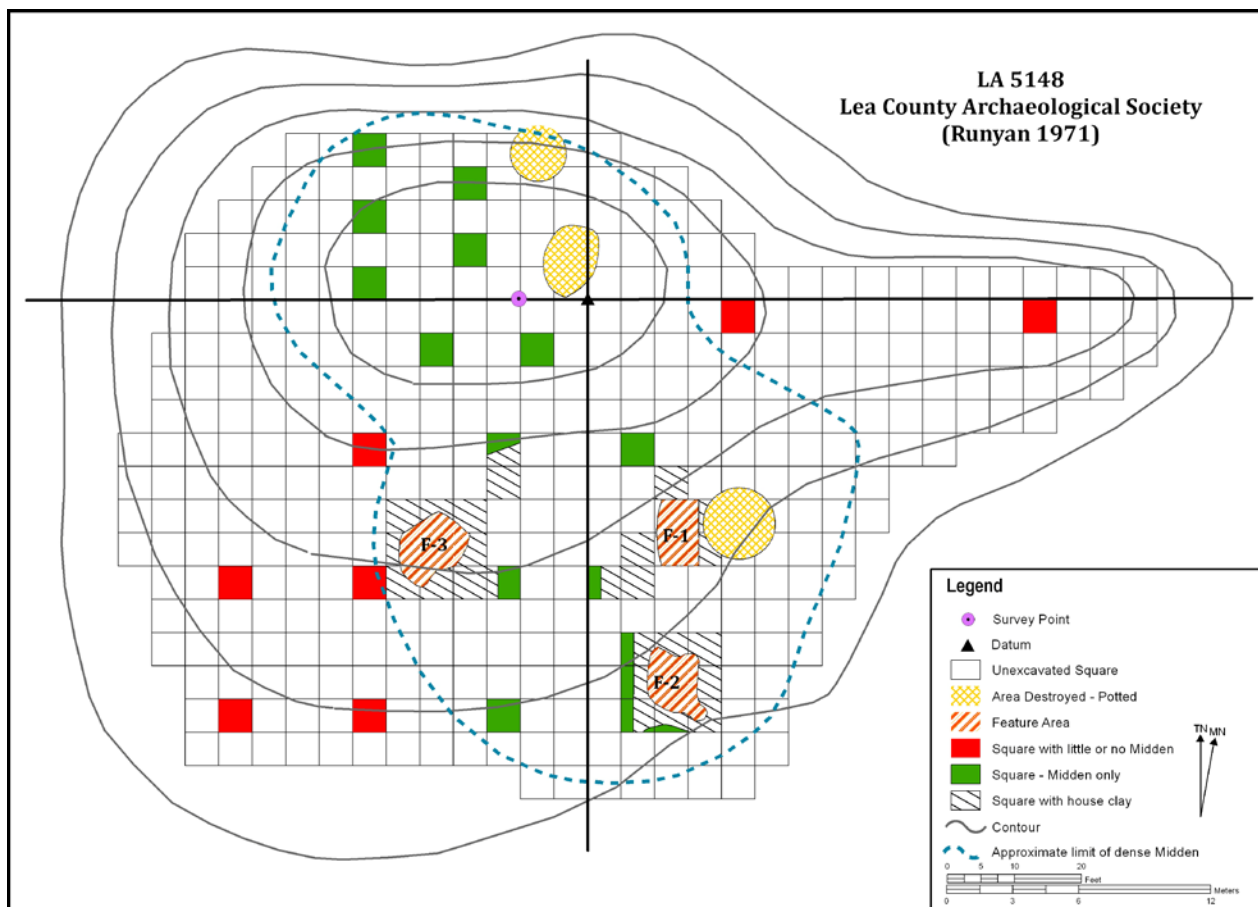 LA 5148
Lea County Archaeological Society
(Runyan 1971)
F-3
F-1
F-2
Legend
Survey Point
Datum
Unexcavated Square
Area Destroyed - Potted
Feature Area
Square with little or no Midden
Square - Midden only
Square with house clay
Contour
Approximate limit of dense Midden
TN MN
0 5 10 20
Feet
0 3 6 12
Meters